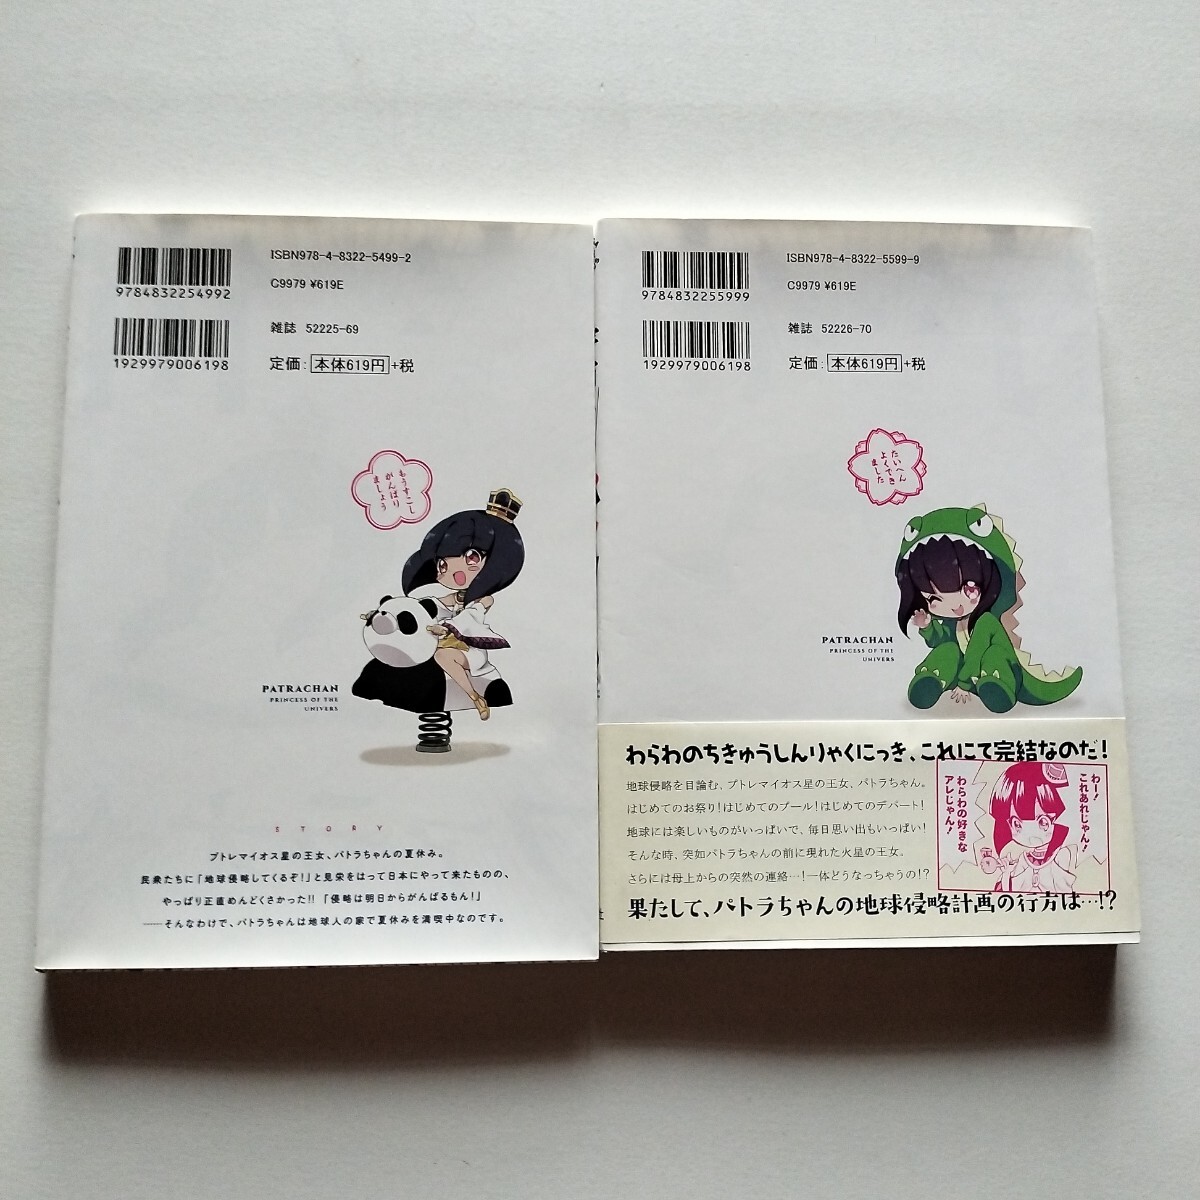 ISBN978-4-8322-5499-2
9784832254992
C9979 ¥619E
雑誌 52225-69
1929979006198
定価：本体619円+税
もうすこし
がんばり
ましょう
PATRACHAN
PRINCESS OF THE
UNIVERS
STORY
プトレマイオス星の王女、パトラちゃんの夏休み。
民衆たちに「地球侵略してくるぞ!」と見栄をはって日本にやって来たものの、
やっぱり正直めんどくさかった!! 「侵略は明日からがんばるもん!」
――そんなわけで、パトラちゃんは地球人の家で夏休みを満喫中なのです。
ISBN978-4-8322-5599-9
9784832255999
C9979 ¥619E
雑誌 52226-70
1929979006198
定価：本体619円+税
たいへん
よくでき
ました
PATRACHAN
PRINCESS OF THE
UNIVERS
わらわのちきゅうしんりゃくにっき、これにて完結なのだ!
地球侵略を目論む、プトレマイオス星の王女、パトラちゃん。
はじめてのお祭り!はじめてのプール!はじめてのデパート!
地球には楽しいものがいっぱいで、毎日思い出もいっぱい!
そんな時、突如パトラちゃんの前に現れた火星の王女。
さらには母上からの突然の連絡…!一体どうなっちゃうの!?
果たして、パトラちゃんの地球侵略計画の行方は…!?
わー!
これあれじゃん!
わらわの好きな
アレじゃん!
社